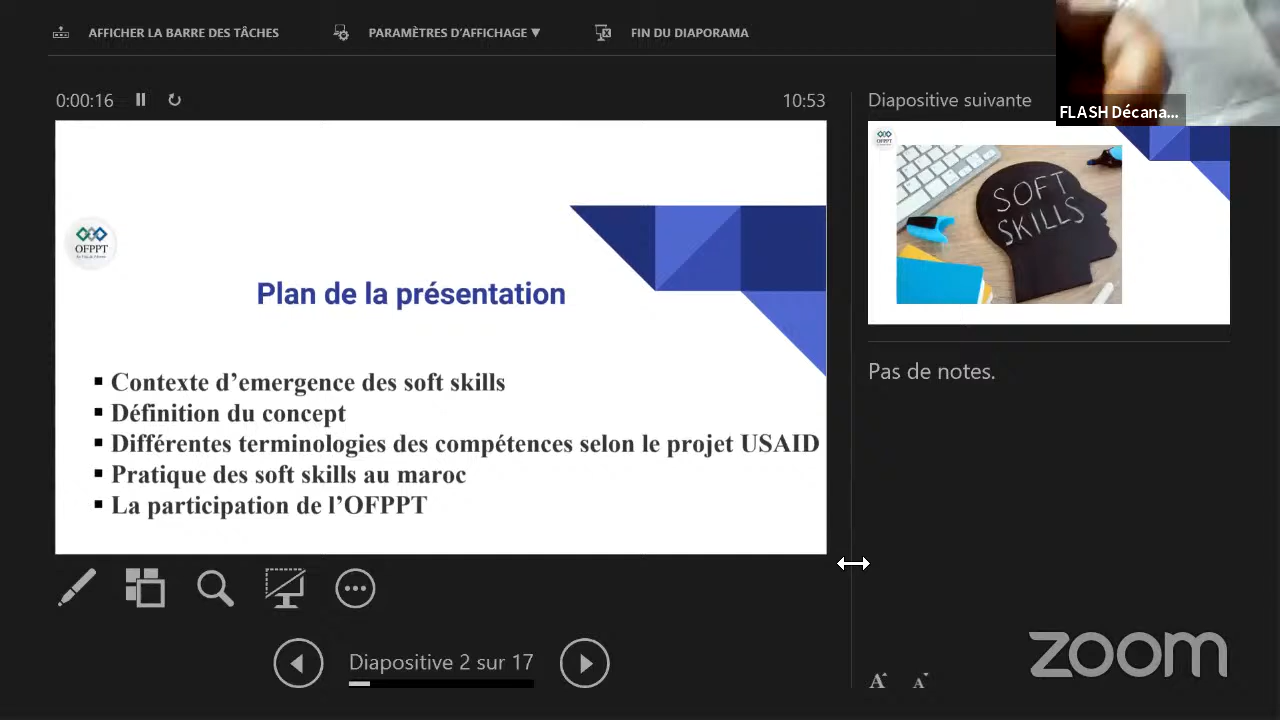 AFFICHER LA BARRE DES TÂCHES
PARAMÈTRES D'AFFICHAGE ▼
FIN DU DIAPORAMA
0:00:16
10:53
Diapositive suivante
FLASH Décana...
OFPPT
Plan de la présentation
▪ Contexte d’emergence des soft skills
▪ Définition du concept
▪ Différentes terminologies des compétences selon le projet USAID
▪ Pratique des soft skills au maroc
▪ La participation de l’OFPPT
OFPPT
SOFT
SKILLS
Pas de notes.
Diapositive 2 sur 17
A A
zoom